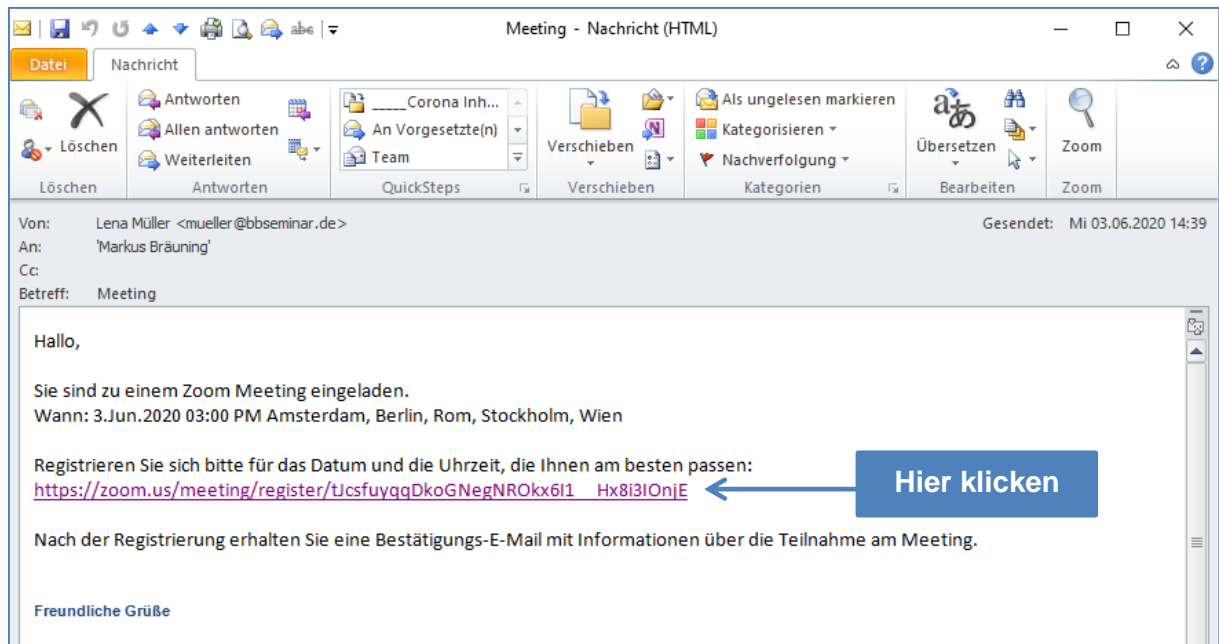 abc
Meeting - Nachricht (HTML)
Datei Nachricht
Löschen
Antworten
Allen antworten
Weiterleiten
____Corona Inh...
An Vorgesetzte(n)
Team
Verschieben
Als ungelesen markieren
Kategorisieren
Nachverfolgung
Übersetzen
Zoom
Löschen Antworten QuickSteps Verschieben Kategorien Bearbeiten Zoom
Von: Lena Müller <mueller@bbseminar.de> Gesendet: Mi 03.06.2020 14:39
An: 'Markus Bräuning'
Cc:
Betreff: Meeting
Hallo,
Sie sind zu einem Zoom Meeting eingeladen.
Wann: 3.Jun.2020 03:00 PM Amsterdam, Berlin, Rom, Stockholm, Wien
Registrieren Sie sich bitte für das Datum und die Uhrzeit, die Ihnen am besten passen:
https://zoom.us/meeting/register/tJcsfuyqqDkoGNegNROkx6I1__Hx8i3IOnjE
Hier klicken
Nach der Registrierung erhalten Sie eine Bestätigungs-E-Mail mit Informationen über die Teilnahme am Meeting.
Freundliche Grüße